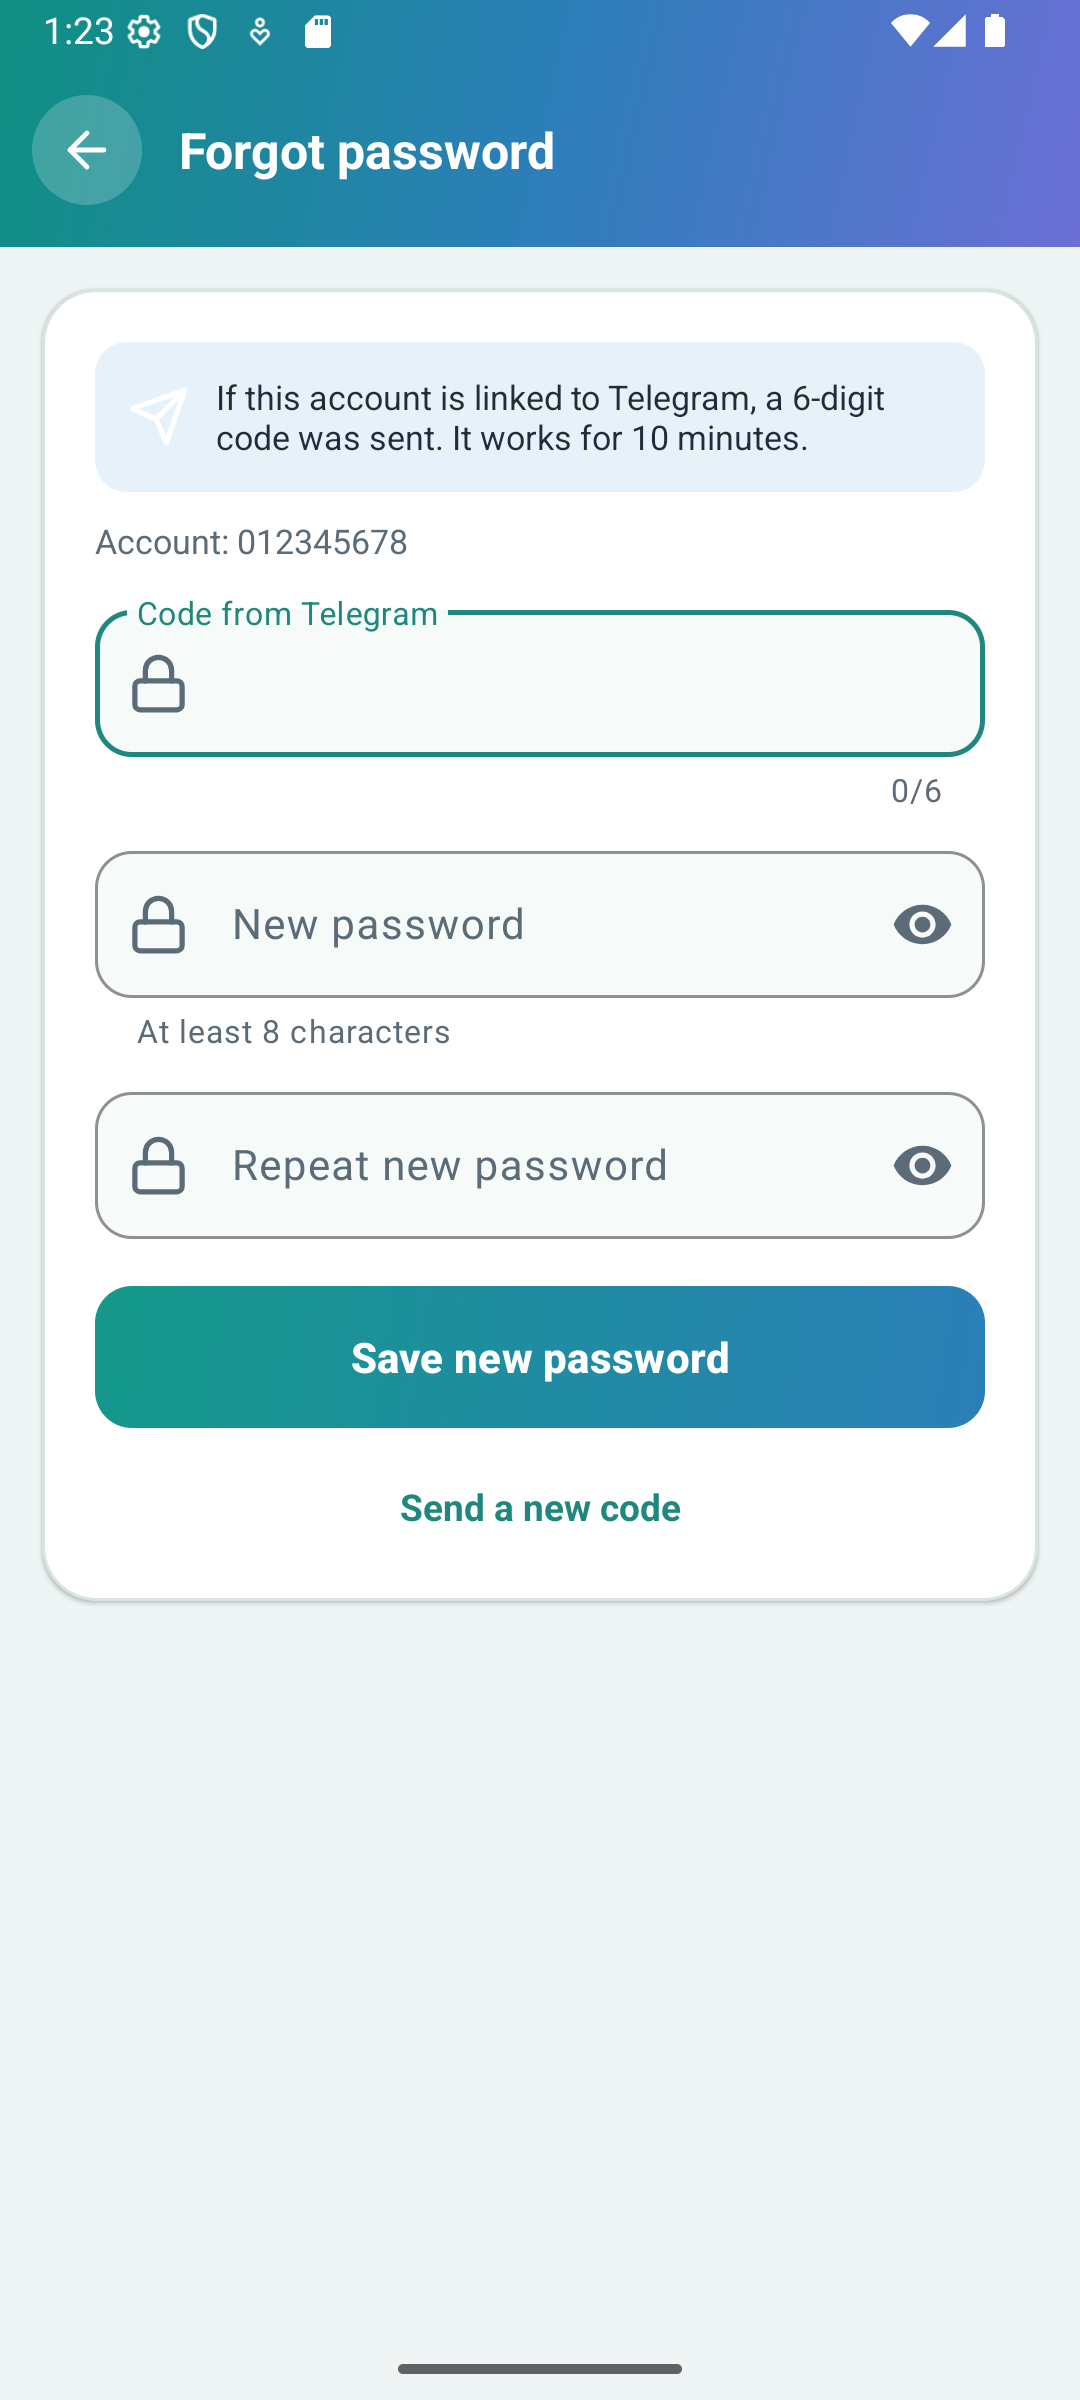 1:23
Forgot password
If this account is linked to Telegram, a 6-digit
code was sent. It works for 10 minutes.
Account: 012345678
Code from Telegram
0/6
New password
At least 8 characters
Repeat new password
Save new password
Send a new code